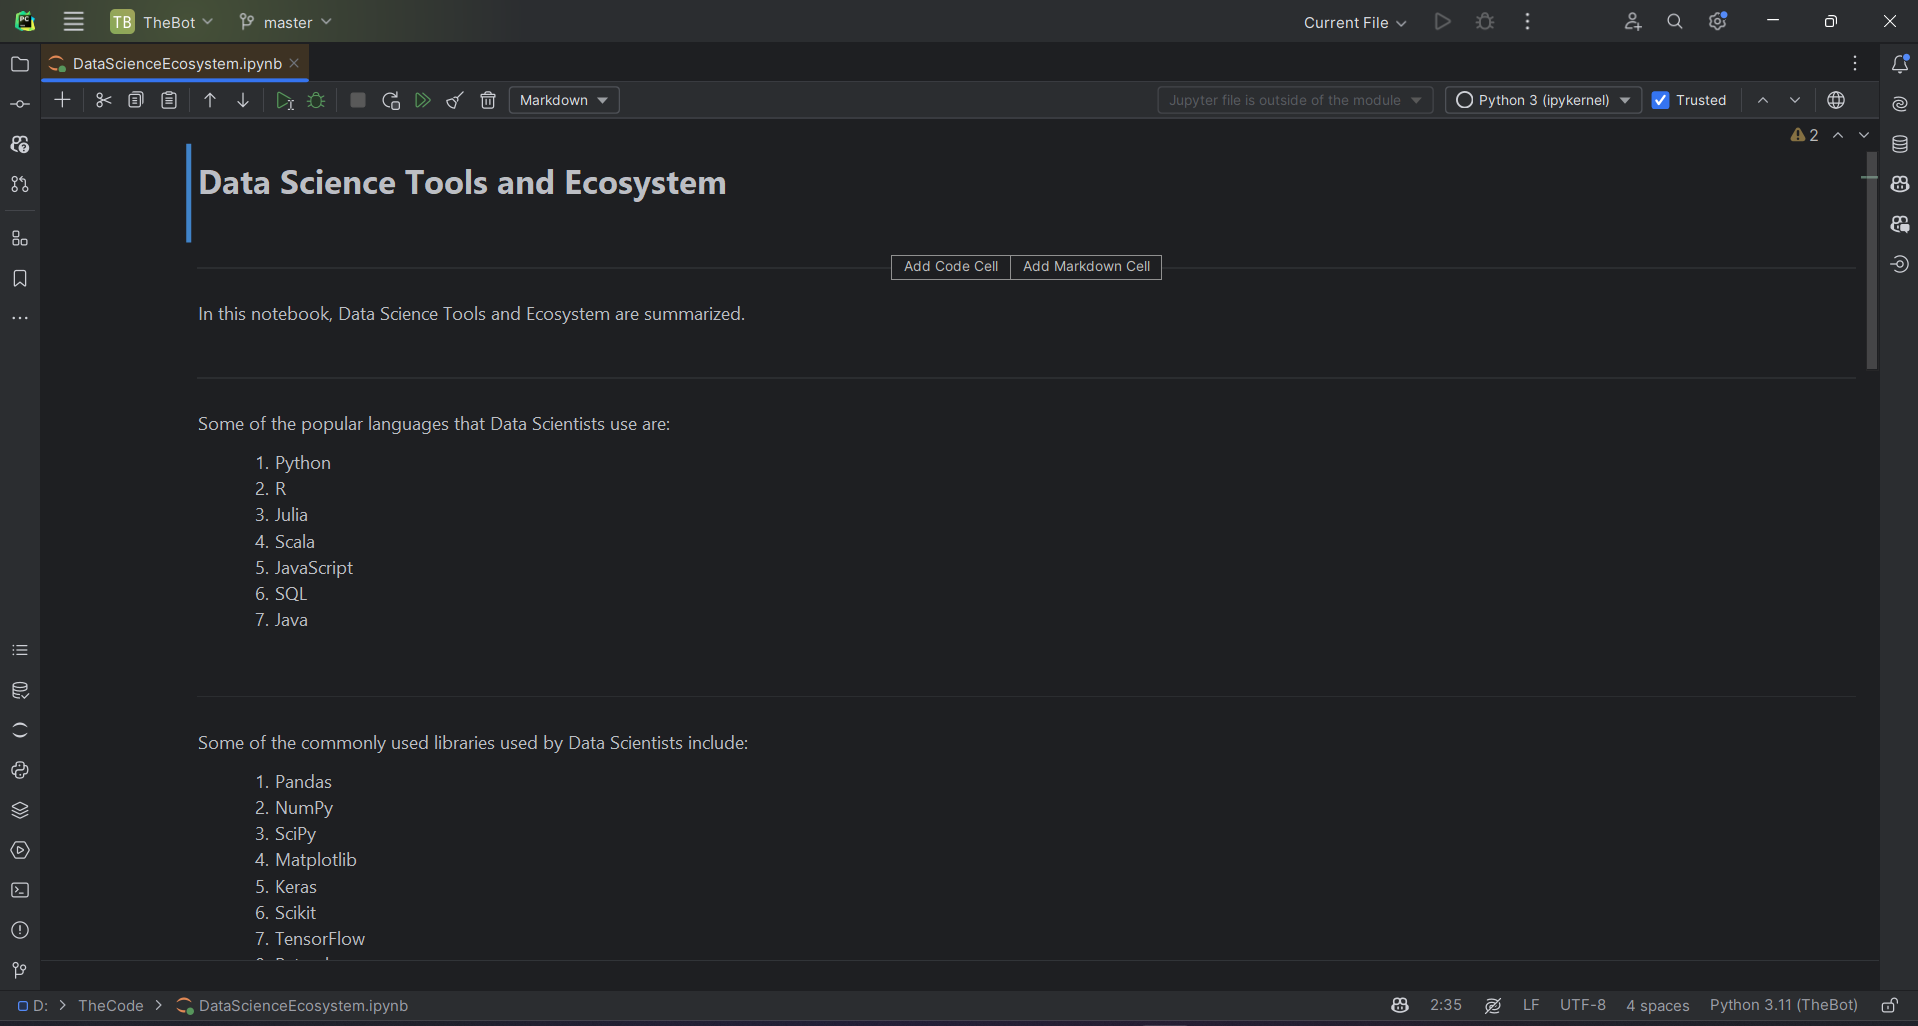 PC TB TheBot master Current File
DataScienceEcosystem.ipynb
Markdown Jupyter file is outside of the module Python 3 (ipykernel) Trusted
2
Data Science Tools and Ecosystem
Add Code Cell Add Markdown Cell
In this notebook, Data Science Tools and Ecosystem are summarized.
Some of the popular languages that Data Scientists use are:
1. Python
2. R
3. Julia
4. Scala
5. JavaScript
6. SQL
7. Java
Some of the commonly used libraries used by Data Scientists include:
1. Pandas
2. NumPy
3. SciPy
4. Matplotlib
5. Keras
6. Scikit
7. TensorFlow
D: > TheCode > DataScienceEcosystem.ipynb 2:35 LF UTF-8 4 spaces Python 3.11 (TheBot)